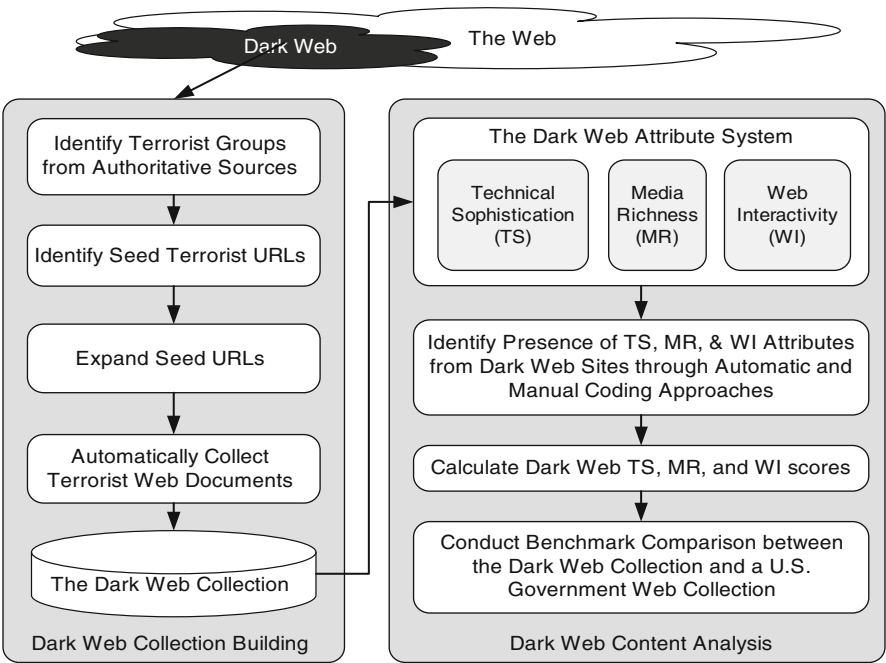 Dark Web
The Web
Identify Terrorist Groups
from Authoritative Sources
Identify Seed Terrorist URLs
Expand Seed URLs
Automatically Collect
Terrorist Web Documents
The Dark Web Collection
Dark Web Collection Building
The Dark Web Attribute System
Technical
Sophistication
(TS)
Media
Richness
(MR)
Web
Interactivity
(WI)
Identify Presence of TS, MR, & WI Attributes
from Dark Web Sites through Automatic and
Manual Coding Approaches
Calculate Dark Web TS, MR, and WI scores
Conduct Benchmark Comparison between
the Dark Web Collection and a U.S.
Government Web Collection
Dark Web Content Analysis